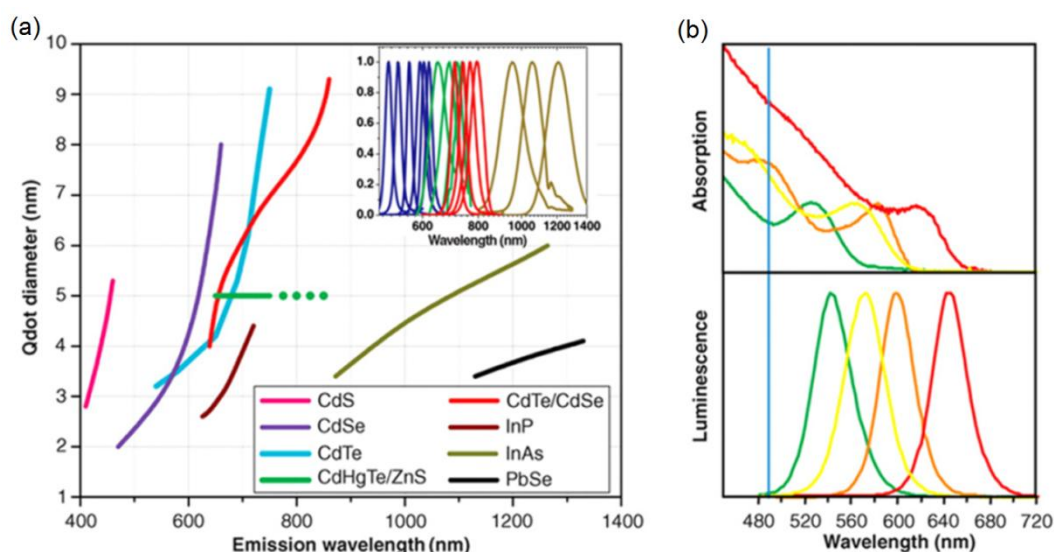 (a)
10
9
8
7
6
5
4
3
2
1
Qdot diameter (nm)
400 600 800 1000 1200 1400
Emission wavelength (nm)
1.0
0.8
0.6
0.4
0.2
0.0
600 800 1000 1200 1400
Wavelength (nm)
CdS CdTe/CdSe
CdSe InP
CdTe InAs
CdHgTe/ZnS PbSe
(b)
Absorption
Luminescence
480 520 560 600 640 680 720
Wavelength (nm)